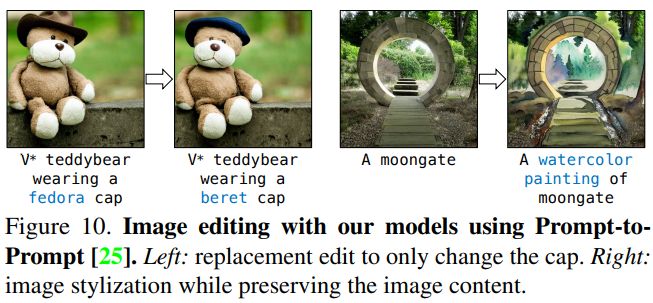 V* teddybear
wearing a
fedora cap
V* teddybear
wearing a
beret cap
A moongate
A watercolor
painting of
moongate
Figure 10. Image editing with our models using Prompt-to-
Prompt [25]. Left: replacement edit to only change the cap. Right:
image stylization while preserving the image content.